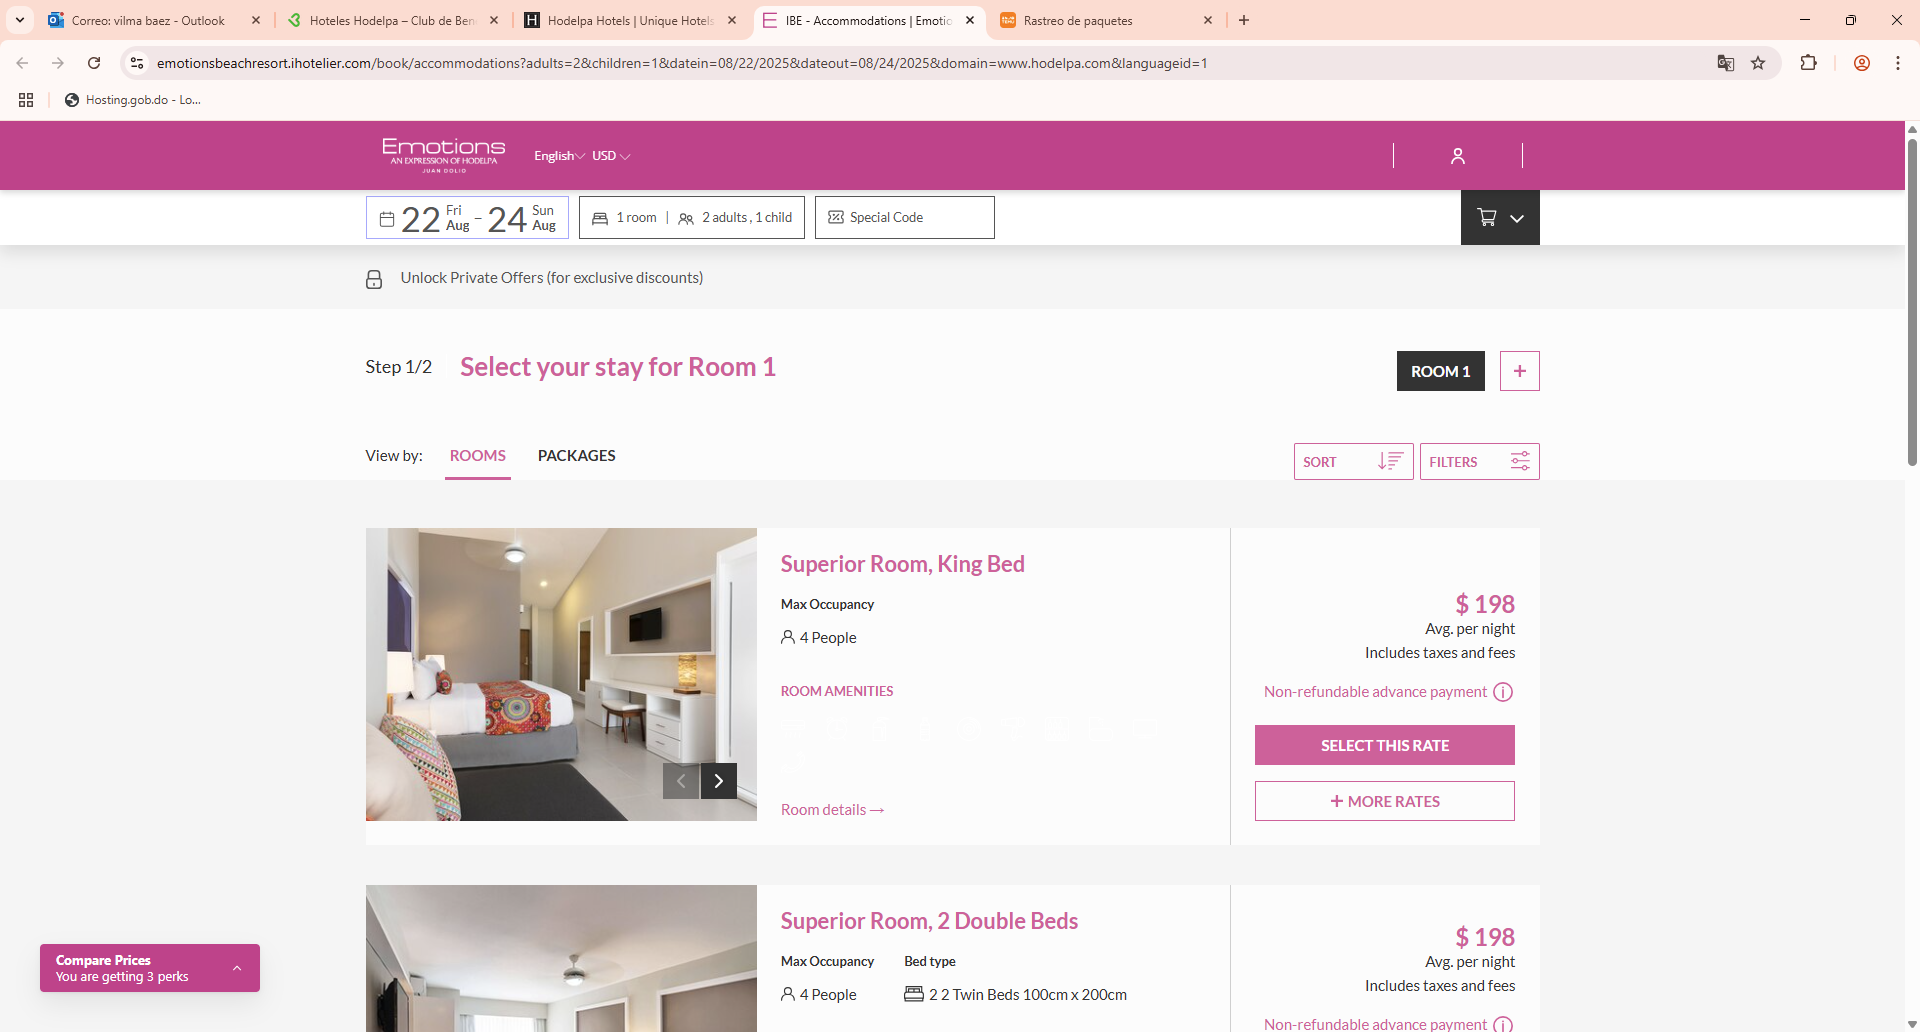 Correo: vilma baez - Outlook
Hoteles Hodelpa – Club de Ben
Hodelpa Hotels | Unique Hotels
IBE - Accommodations | Emotio
Rastreo de paquetes
emotionsbeachresort.ihotelier.com/book/accommodations?adults=2&children=1&datein=08/22/2025&dateout=08/24/2025&domain=www.hodelpa.com&languageid=1
Hosting.gob.do - Lo...
Emotions
AN EXPRESSION OF HODELPA
JUAN DOLIO
English USD
22 Fri Aug - 24 Sun Aug
1 room | 2 adults , 1 child
Special Code
Unlock Private Offers (for exclusive discounts)
Step 1/2 Select your stay for Room 1
ROOM 1 +
View by: ROOMS PACKAGES
SORT FILTERS
Superior Room, King Bed
Max Occupancy
4 People
ROOM AMENITIES
Room details →
$ 198
Avg. per night
Includes taxes and fees
Non-refundable advance payment
SELECT THIS RATE
+ MORE RATES
Superior Room, 2 Double Beds
Max Occupancy Bed type
4 People 2 2 Twin Beds 100cm x 200cm
$ 198
Avg. per night
Includes taxes and fees
Non-refundable advance payment
Compare Prices
You are getting 3 perks